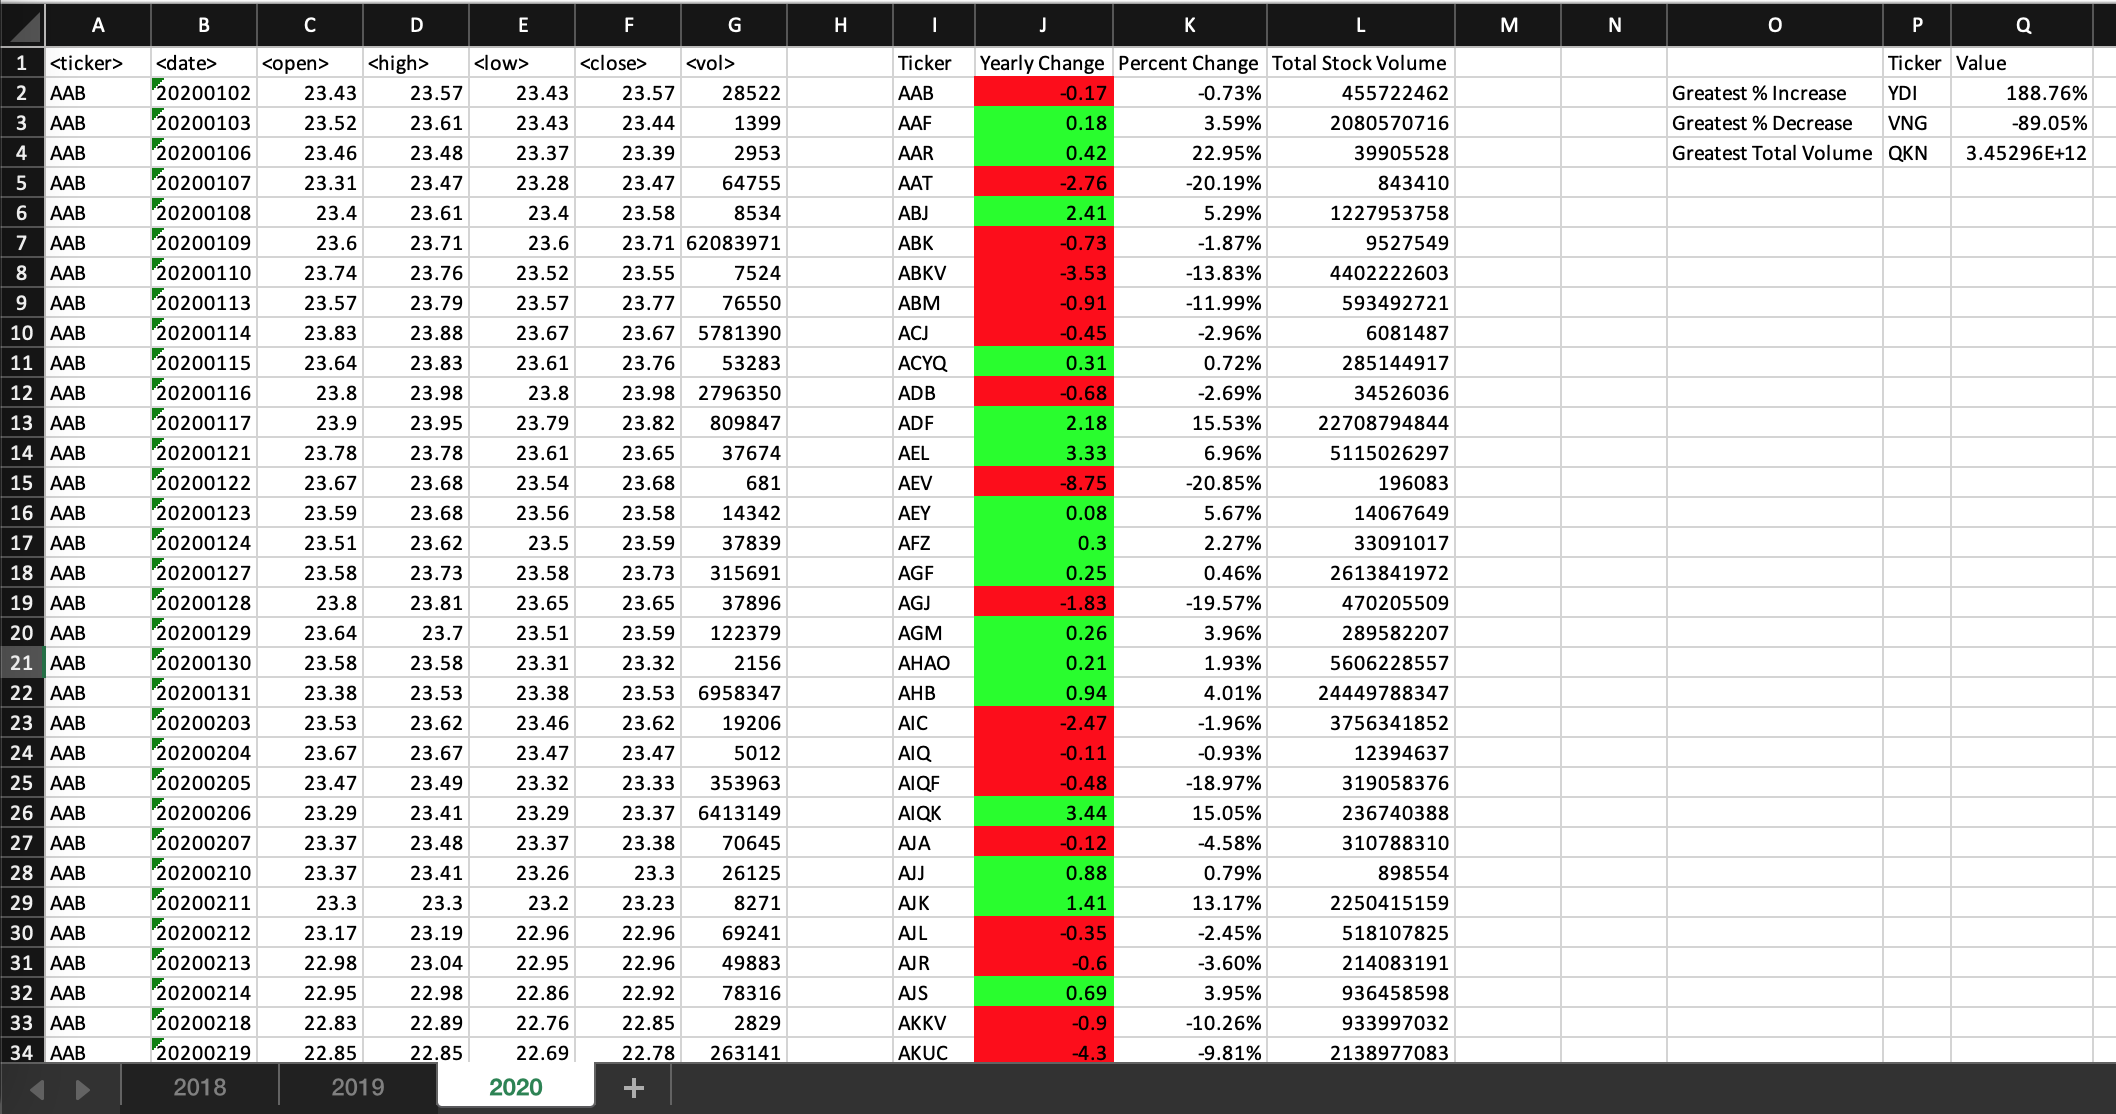 A B C D E F G H I J K L M N O P Q
1 <ticker> <date> <open> <high> <low> <close> <vol> Ticker Yearly Change Percent Change Total Stock Volume Ticker Value
2 AAB 20200102 23.43 23.57 23.43 23.57 28522 AAB -0.17 -0.73% 455722462 Greatest % Increase YDI 188.76%
3 AAB 20200103 23.52 23.61 23.43 23.44 1399 AAF 0.18 3.59% 2080570716 Greatest % Decrease VNG -89.05%
4 AAB 20200106 23.46 23.48 23.37 23.39 2953 AAR 0.42 22.95% 39905528 Greatest Total Volume QKN 3.45296E+12
5 AAB 20200107 23.31 23.47 23.28 23.47 64755 AAT -2.76 -20.19% 843410
6 AAB 20200108 23.4 23.61 23.4 23.58 8534 ABJ 2.41 5.29% 1227953758
7 AAB 20200109 23.6 23.71 23.6 23.71 62083971 ABK -0.73 -1.87% 9527549
8 AAB 20200110 23.74 23.76 23.52 23.55 7524 ABKV -3.53 -13.83% 4402222603
9 AAB 20200113 23.57 23.79 23.57 23.77 76550 ABM -0.91 -11.99% 593492721
10 AAB 20200114 23.83 23.88 23.67 23.67 5781390 ACJ -0.45 -2.96% 6081487
11 AAB 20200115 23.64 23.83 23.61 23.76 53283 ACYQ 0.31 0.72% 285144917
12 AAB 20200116 23.8 23.98 23.8 23.98 2796350 ADB -0.68 -2.69% 34526036
13 AAB 20200117 23.9 23.95 23.79 23.82 809847 ADF 2.18 15.53% 22708794844
14 AAB 20200121 23.78 23.78 23.61 23.65 37674 AEL 3.33 6.96% 5115026297
15 AAB 20200122 23.67 23.68 23.54 23.68 681 AEV -8.75 -20.85% 196083
16 AAB 20200123 23.59 23.68 23.56 23.58 14342 AEY 0.08 5.67% 14067649
17 AAB 20200124 23.51 23.62 23.5 23.59 37839 AFZ 0.3 2.27% 33091017
18 AAB 20200127 23.58 23.73 23.58 23.73 315691 AGF 0.25 0.46% 2613841972
19 AAB 20200128 23.8 23.81 23.65 23.65 37896 AGJ -1.83 -19.57% 470205509
20 AAB 20200129 23.64 23.7 23.51 23.59 122379 AGM 0.26 3.96% 289582207
21 AAB 20200130 23.58 23.58 23.31 23.32 2156 AHAO 0.21 1.93% 5606228557
22 AAB 20200131 23.38 23.53 23.38 23.53 6958347 AHB 0.94 4.01% 24449788347
23 AAB 20200203 23.53 23.62 23.46 23.62 19206 AIC -2.47 -1.96% 3756341852
24 AAB 20200204 23.67 23.67 23.47 23.47 5012 AIQ -0.11 -0.93% 12394637
25 AAB 20200205 23.47 23.49 23.32 23.33 353963 AIQF -0.48 -18.97% 319058376
26 AAB 20200206 23.29 23.41 23.29 23.37 6413149 AIQK 3.44 15.05% 236740388
27 AAB 20200207 23.37 23.48 23.37 23.38 70645 AJA -0.12 -4.58% 310788310
28 AAB 20200210 23.37 23.41 23.26 23.3 26125 AJJ 0.88 0.79% 898554
29 AAB 20200211 23.3 23.3 23.2 23.23 8271 AJK 1.41 13.17% 2250415159
30 AAB 20200212 23.17 23.19 22.96 22.96 69241 AJL -0.35 -2.45% 518107825
31 AAB 20200213 22.98 23.04 22.95 22.96 49883 AJR -0.6 -3.60% 214083191
32 AAB 20200214 22.95 22.98 22.86 22.92 78316 AJS 0.69 3.95% 936458598
33 AAB 20200218 22.83 22.89 22.76 22.85 2829 AKKV -0.9 -10.26% 933997032
34 AAB 20200219 22.85 22.85 22.69 22.78 263141 AKUC -4.3 -9.81% 2138977083
2018 2019 2020 +